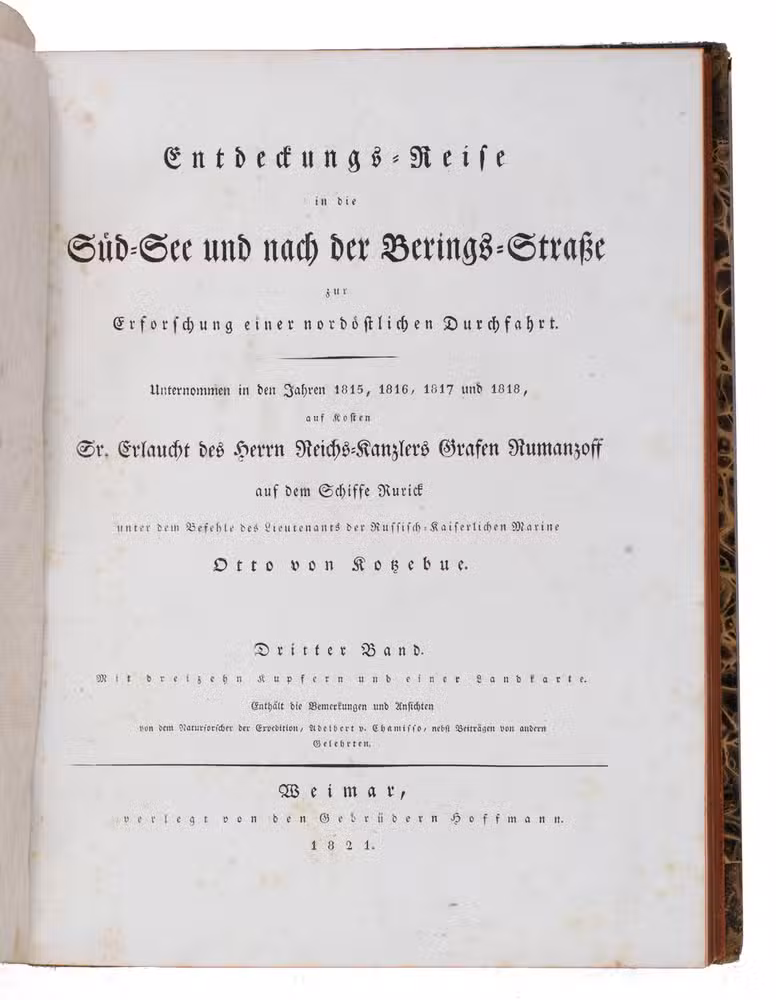 Entdeckungs-Reise
in die
Süd-See und nach der Berings-Straße
zur
Erforschung einer nordöstlichen Durchfahrt.
Unternommen in den Jahren 1815, 1816, 1817 und 1818,
auf Kosten
Sr. Erlaucht des Herrn Reichs-Kanzlers Grafen Rumanzoff
auf dem Schiffe Rurick
unter dem Befehle des Lieutenants der Russisch-Kaiserlichen Marine
Otto von Kotzebue.
Dritter Band.
Mit dreizehn Kupfern und einer Landkarte.
Enthält die Bemerkungen und Ansichten
von dem Naturforscher der Expedition, Adelbert v. Chamisso, nebst Beiträgen von andern
Gelehrten.
Weimar,
verlegt von den Gebrüdern Hoffmann.
1821.